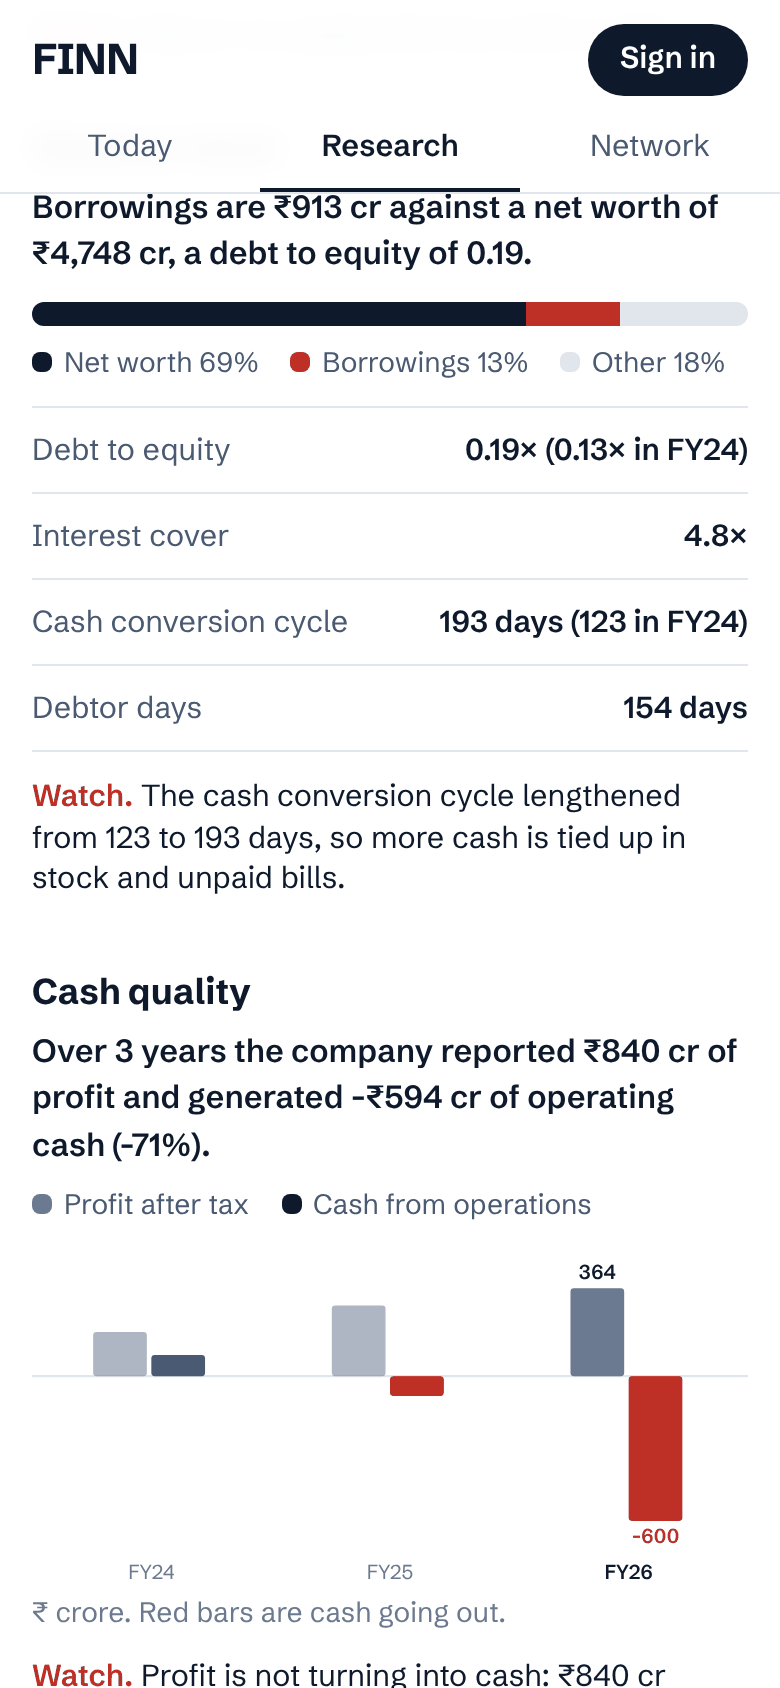 FINN
Sign in
Today
Research
Network
Borrowings are ₹913 cr against a net worth of
₹4,748 cr, a debt to equity of 0.19.
Net worth 69%
Borrowings 13%
Other 18%
Debt to equity
0.19× (0.13× in FY24)
Interest cover
4.8×
Cash conversion cycle
193 days (123 in FY24)
Debtor days
154 days
Watch. The cash conversion cycle lengthened
from 123 to 193 days, so more cash is tied up in
stock and unpaid bills.
Cash quality
Over 3 years the company reported ₹840 cr of
profit and generated -₹594 cr of operating
cash (-71%).
Profit after tax
Cash from operations
364
-600
FY24
FY25
FY26
₹ crore. Red bars are cash going out.
Watch. Profit is not turning into cash: ₹840 cr